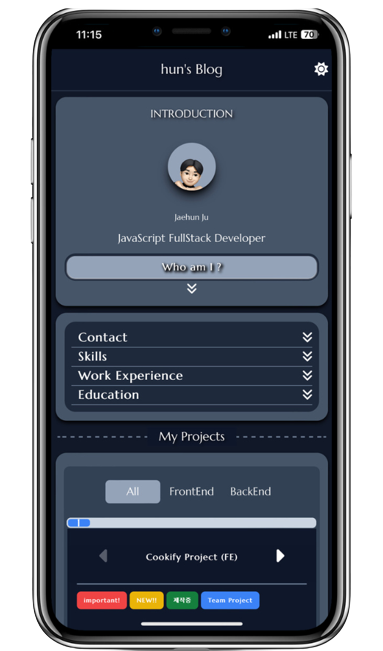 11:15 LTE 70
hun's Blog
INTRODUCTION
Jaehun Ju
JavaScript FullStack Developer
Who am I ?
Contact
Skills
Work Experience
Education
My Projects
All FrontEnd BackEnd
Cookify Project (FE)
important! NEW!! 제작중 Team Project